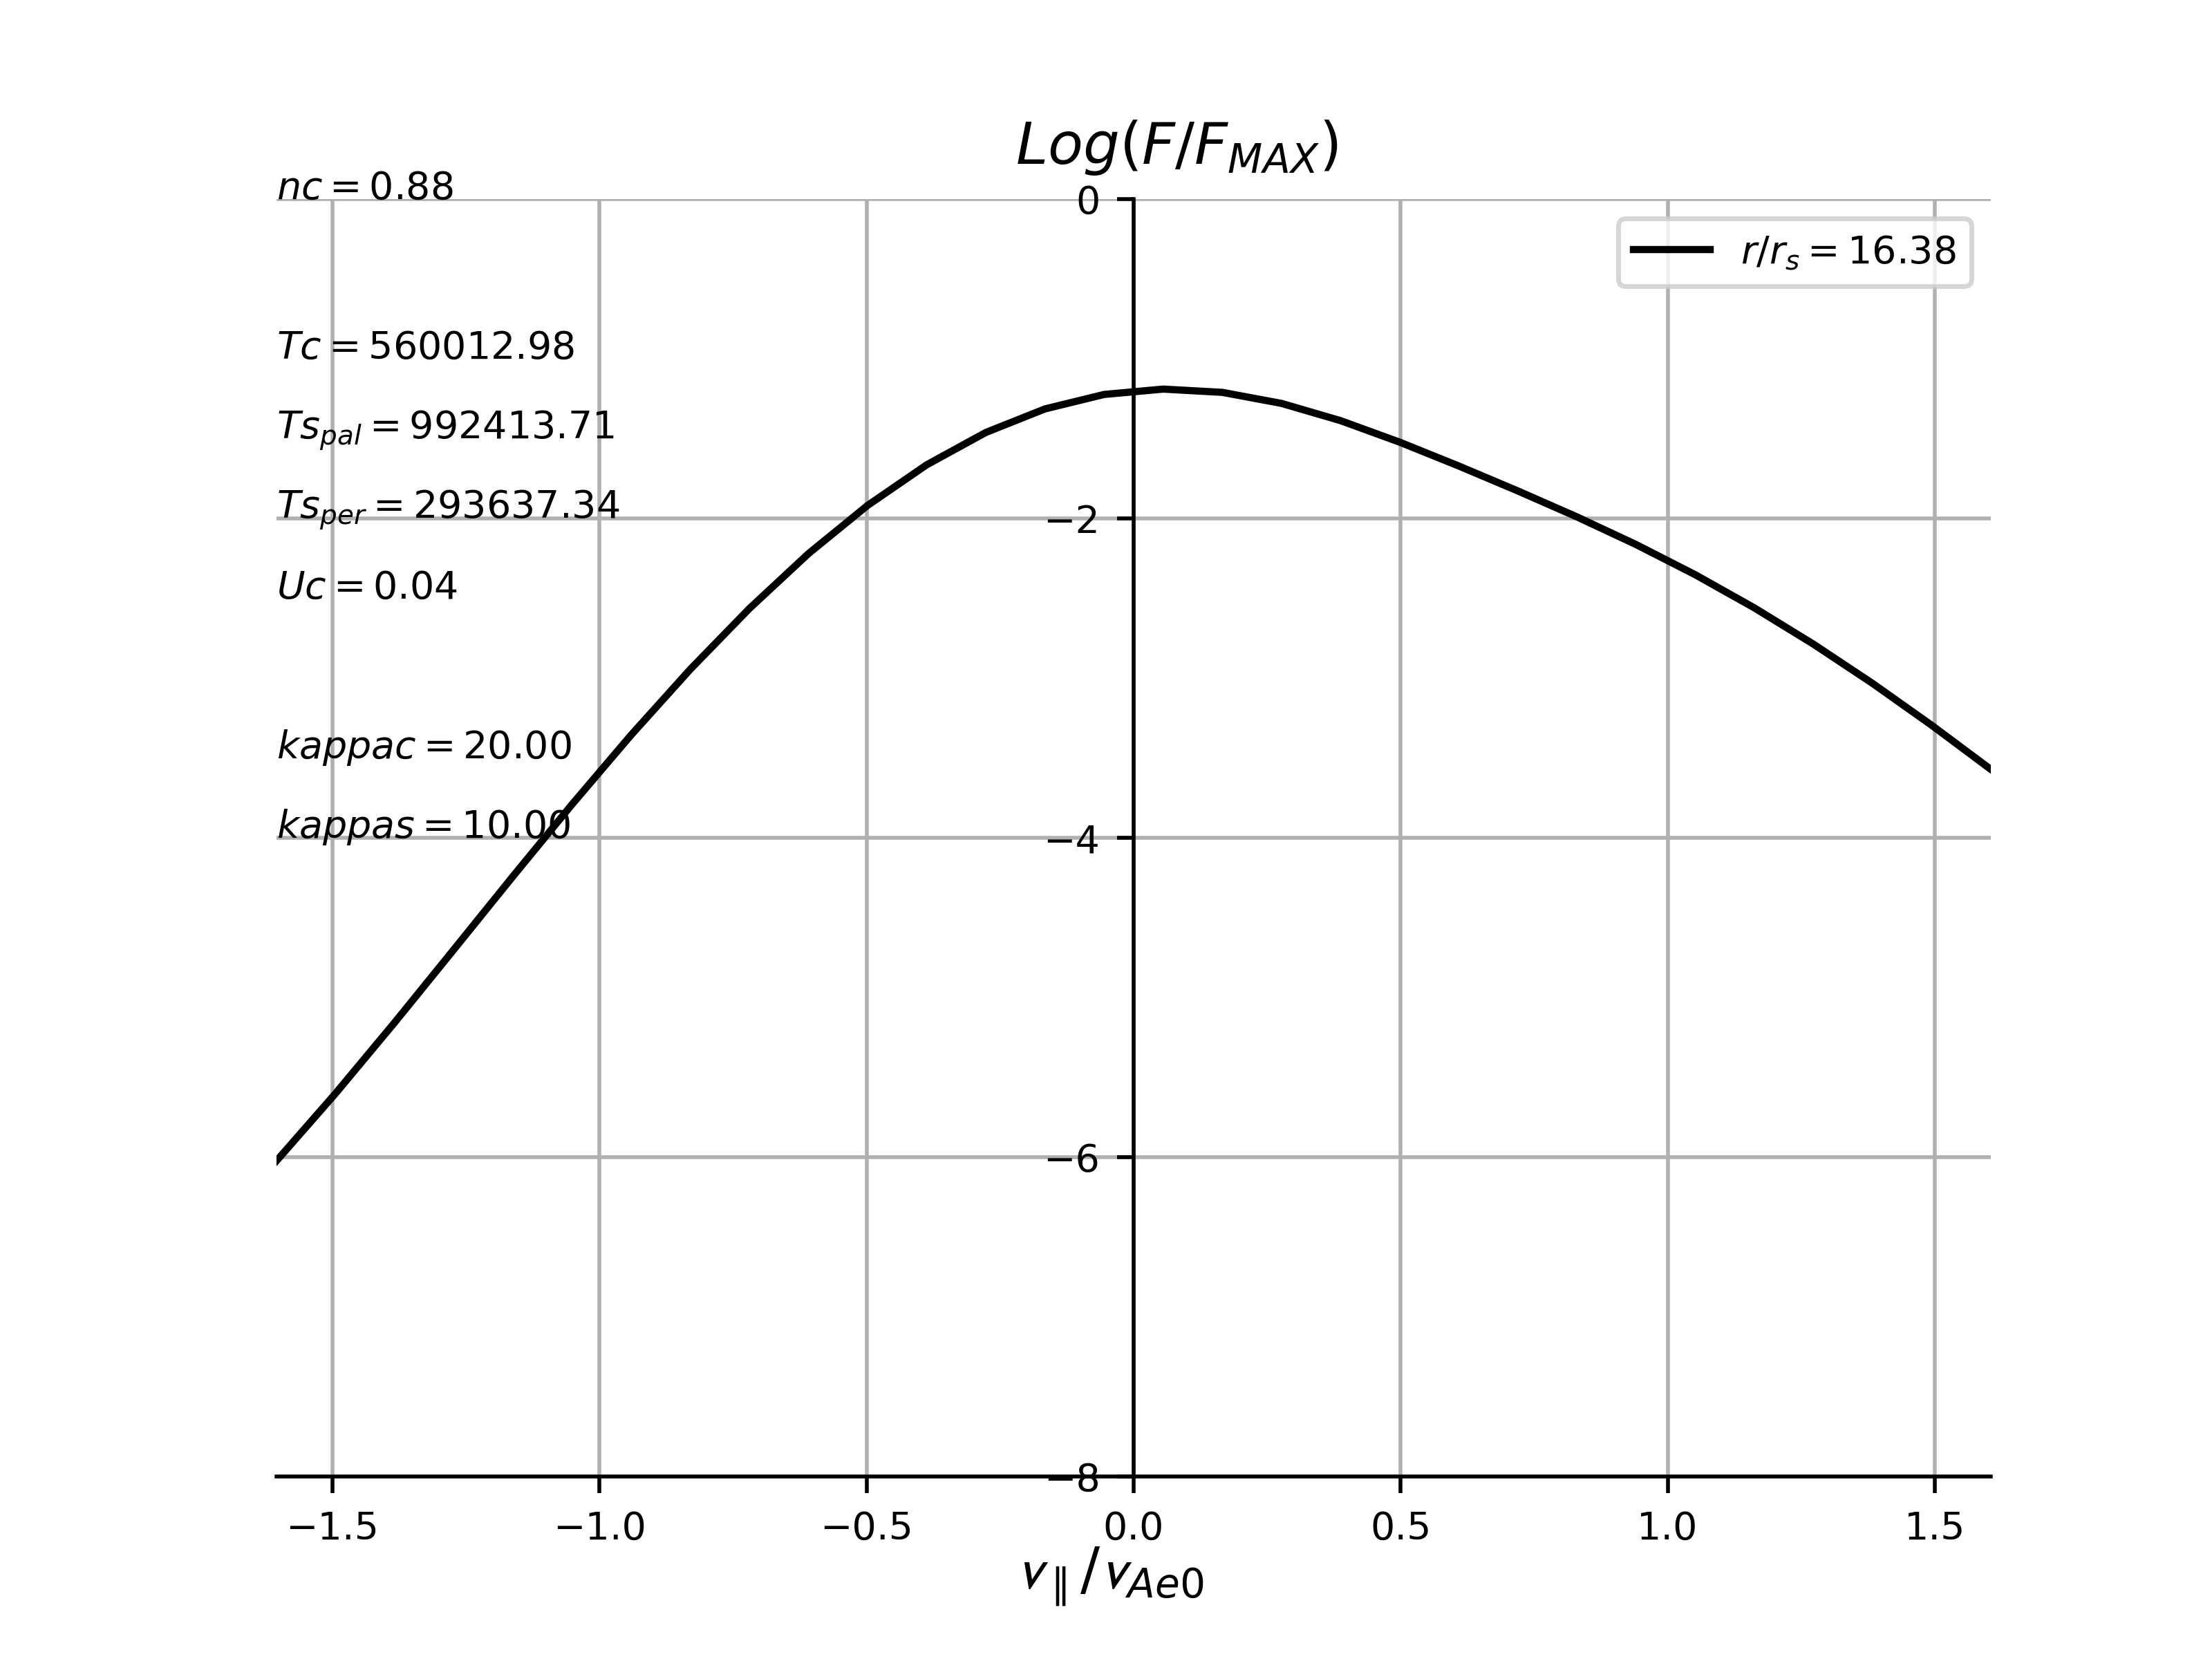 Log(F/F_MAX)
nc = 0.88
0
r/r_s = 16.38
Tc = 560012.98
Ts_pal = 992413.71
Ts_per = 293637.34
−2
Uc = 0.04
kappac = 20.00
kappas = 10.00
−4
−6
−8
−1.5 −1.0 −0.5 0.0 0.5 1.0 1.5
v_∥/v_Ae0